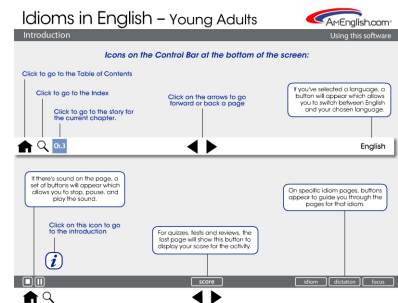 Idioms in English – Young Adults
AMEnglish.com®
Introduction
Using this software
Icons on the Control Bar at the bottom of the screen:
Click to go to the Table of Contents
Click to go to the Index
Click to go to the story for
the current chapter.
Click on the arrows to go
forward or back a page
If you've selected a language, a
button will appear which allows
you to switch between English
and your chosen language.
Ch.3
English
If there's sound on the page, a
set of buttons will appear which
allows you to stop, pause, and
play the sound.
Click on this icon to go
to the introduction
i
For quizzes, tests and reviews, the
last page will show this button to
display your score for the activity.
On specific idiom pages, buttons
appear to guide you through the
pages for that idiom.
score
idiom
dictation
focus